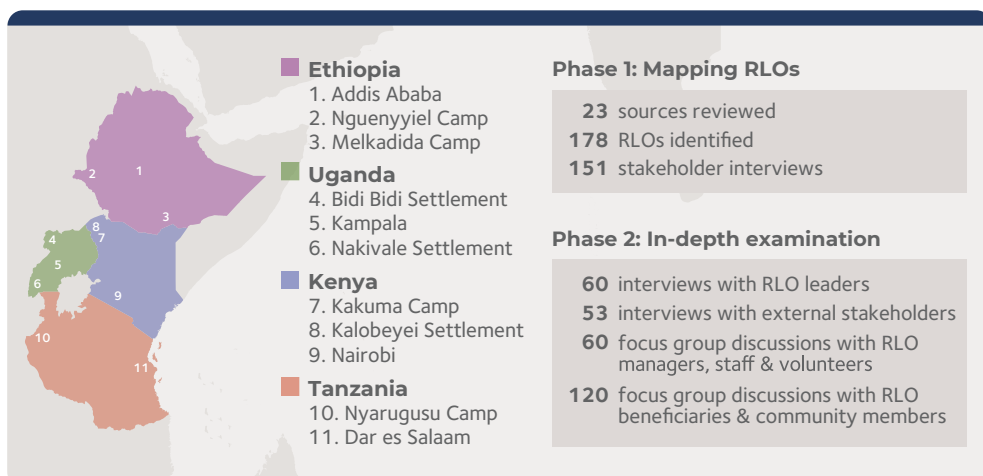 1
2
3
4
5
6
7
8
9
10
11
Ethiopia
1. Addis Ababa
2. Nguenyyiel Camp
3. Melkadida Camp
Uganda
4. Bidi Bidi Settlement
5. Kampala
6. Nakivale Settlement
Kenya
7. Kakuma Camp
8. Kalobeyei Settlement
9. Nairobi
Tanzania
10. Nyarugusu Camp
11. Dar es Salaam
Phase 1: Mapping RLOs
23 sources reviewed
178 RLOs identified
151 stakeholder interviews
Phase 2: In-depth examination
60 interviews with RLO leaders
53 interviews with external stakeholders
60 focus group discussions with RLO
managers, staff & volunteers
120 focus group discussions with RLO
beneficiaries & community members